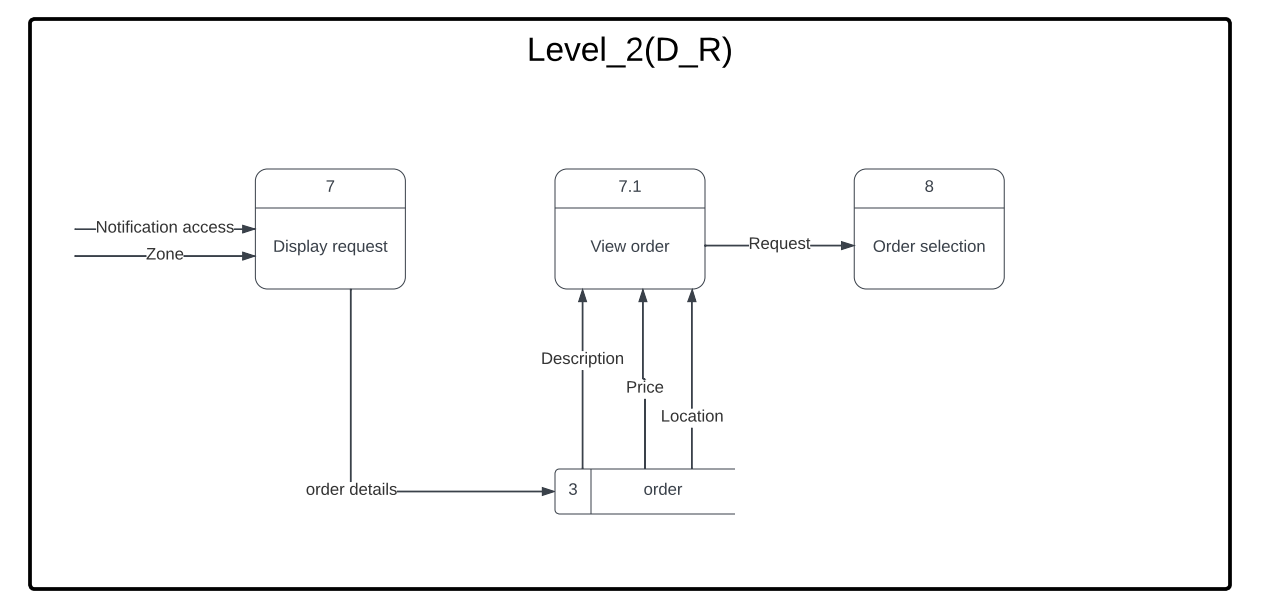 Level_2(D_R)
7
7.1
8
Notification access
Display request
View order
Request
Order selection
Zone
Description
Price
Location
order details
3
order